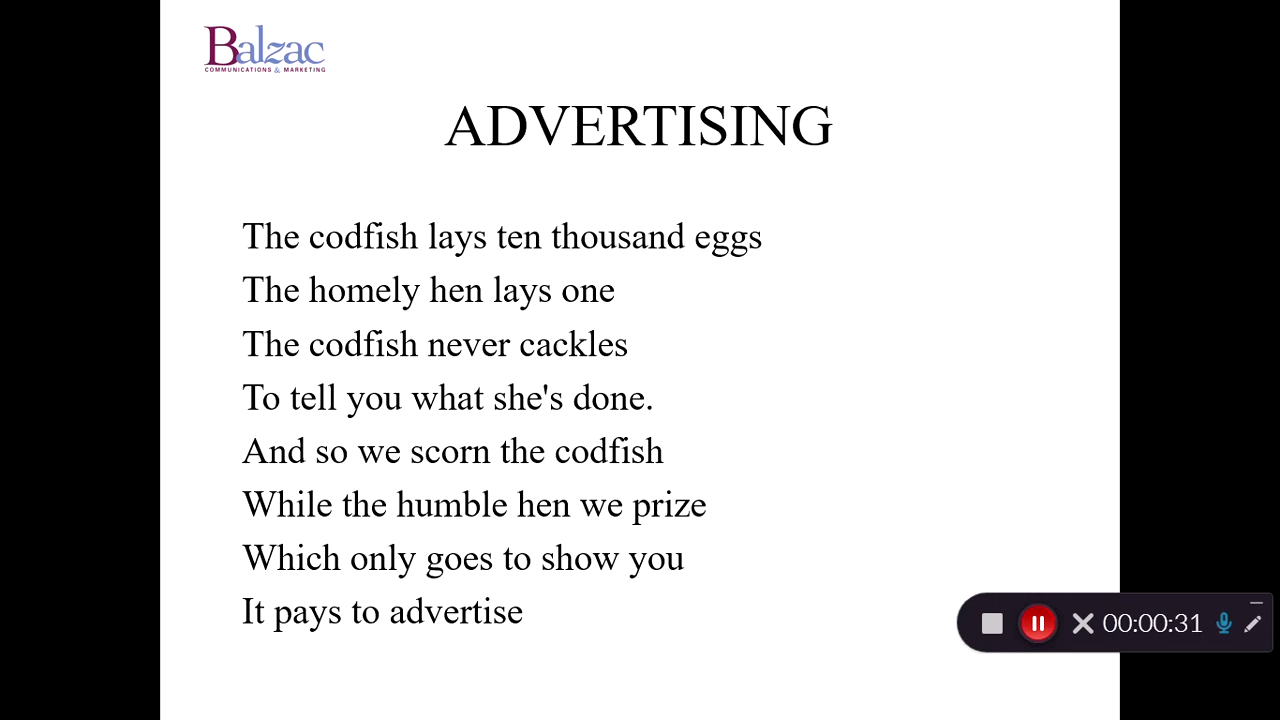 Balzac
COMMUNICATIONS & MARKETING
ADVERTISING
The codfish lays ten thousand eggs
The homely hen lays one
The codfish never cackles
To tell you what she's done.
And so we scorn the codfish
While the humble hen we prize
Which only goes to show you
It pays to advertise
00:00:31